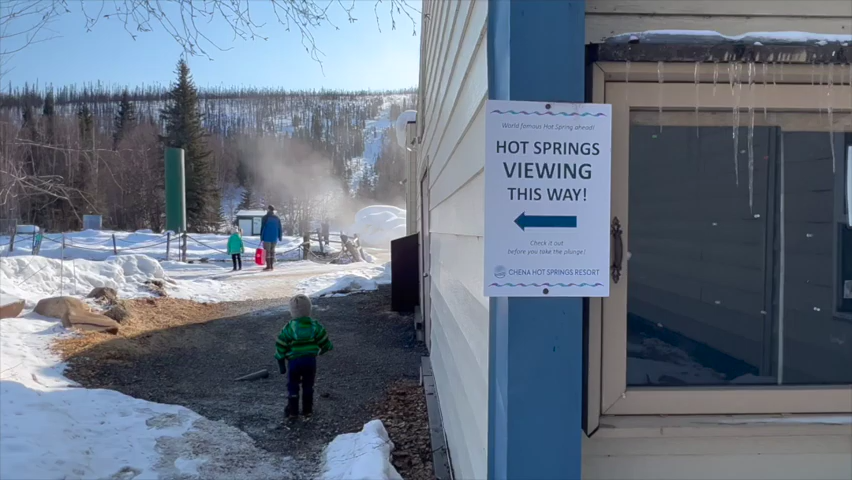 World famous Hot Spring ahead!
HOT SPRINGS
VIEWING
THIS WAY!
Check it out
before you take the plunge!
CHENA HOT SPRINGS RESORT